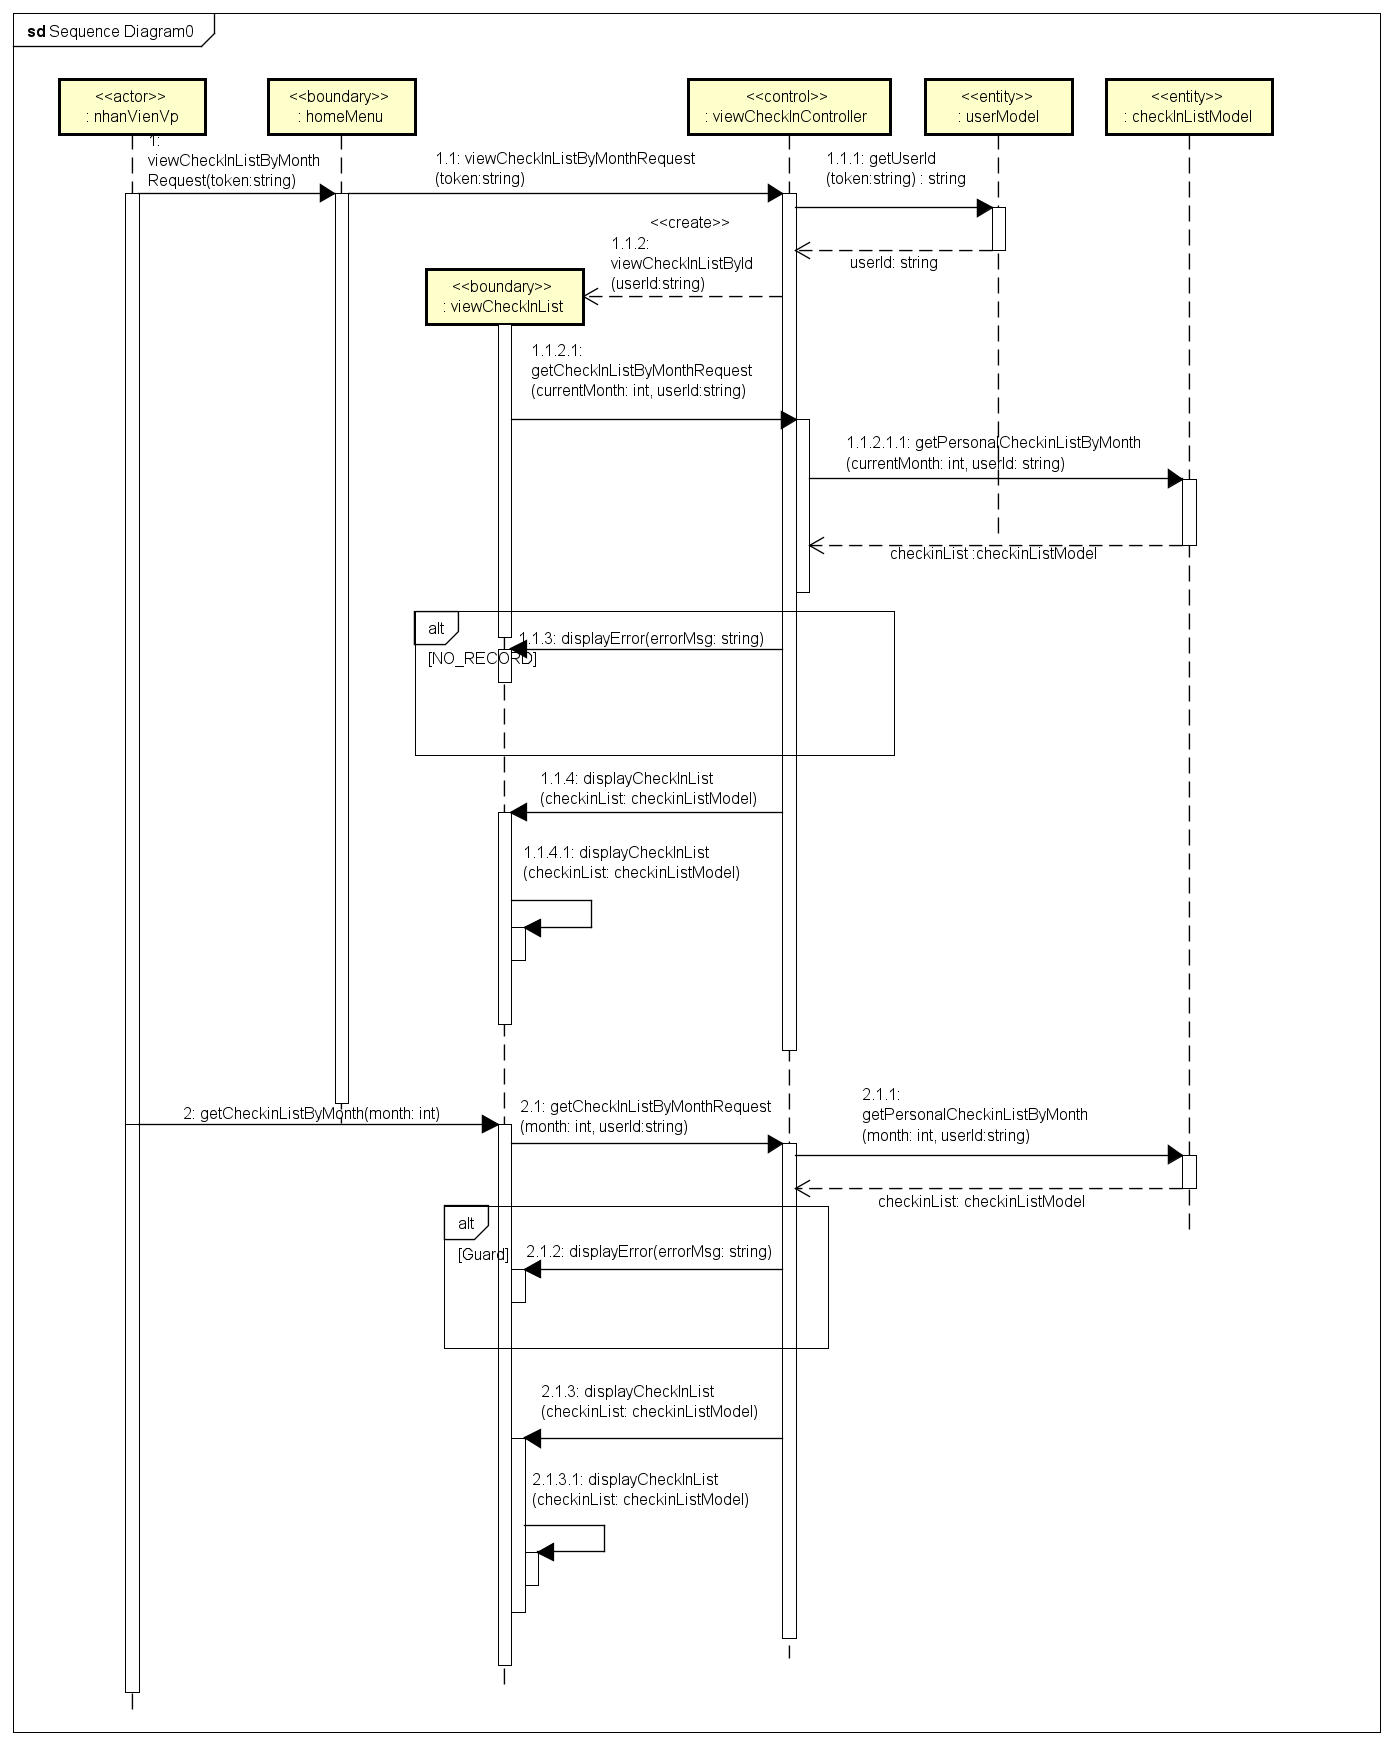 sd Sequence Diagram0
<<actor>>
: nhanVienVp
<<boundary>>
: homeMenu
<<control>>
: viewCheckInController
<<entity>>
: userModel
<<entity>>
: checkInListModel
1:
viewCheckInListByMonth
Request(token:string)
1.1: viewCheckInListByMonthRequest
(token:string)
1.1.1: getUserId
(token:string) : string
userId: string
<<create>>
1.1.2:
viewCheckInListById
(userId:string)
<<boundary>>
: viewCheckInList
1.1.2.1:
getCheckInListByMonthRequest
(currentMonth: int, userId:string)
1.1.2.1.1: getPersonalCheckinListByMonth
(currentMonth: int, userId: string)
checkinList :checkinListModel
alt
1.1.3: displayError(errorMsg: string)
[NO_RECORD]
1.1.4: displayCheckInList
(checkinList: checkinListModel)
1.1.4.1: displayCheckInList
(checkinList: checkinListModel)
2: getCheckinListByMonth(month: int)
2.1: getCheckInListByMonthRequest
(month: int, userId:string)
2.1.1:
getPersonalCheckinListByMonth
(month: int, userId:string)
checkinList: checkinListModel
alt
[Guard]
2.1.2: displayError(errorMsg: string)
2.1.3: displayCheckInList
(checkinList: checkinListModel)
2.1.3.1: displayCheckInList
(checkinList: checkinListModel)